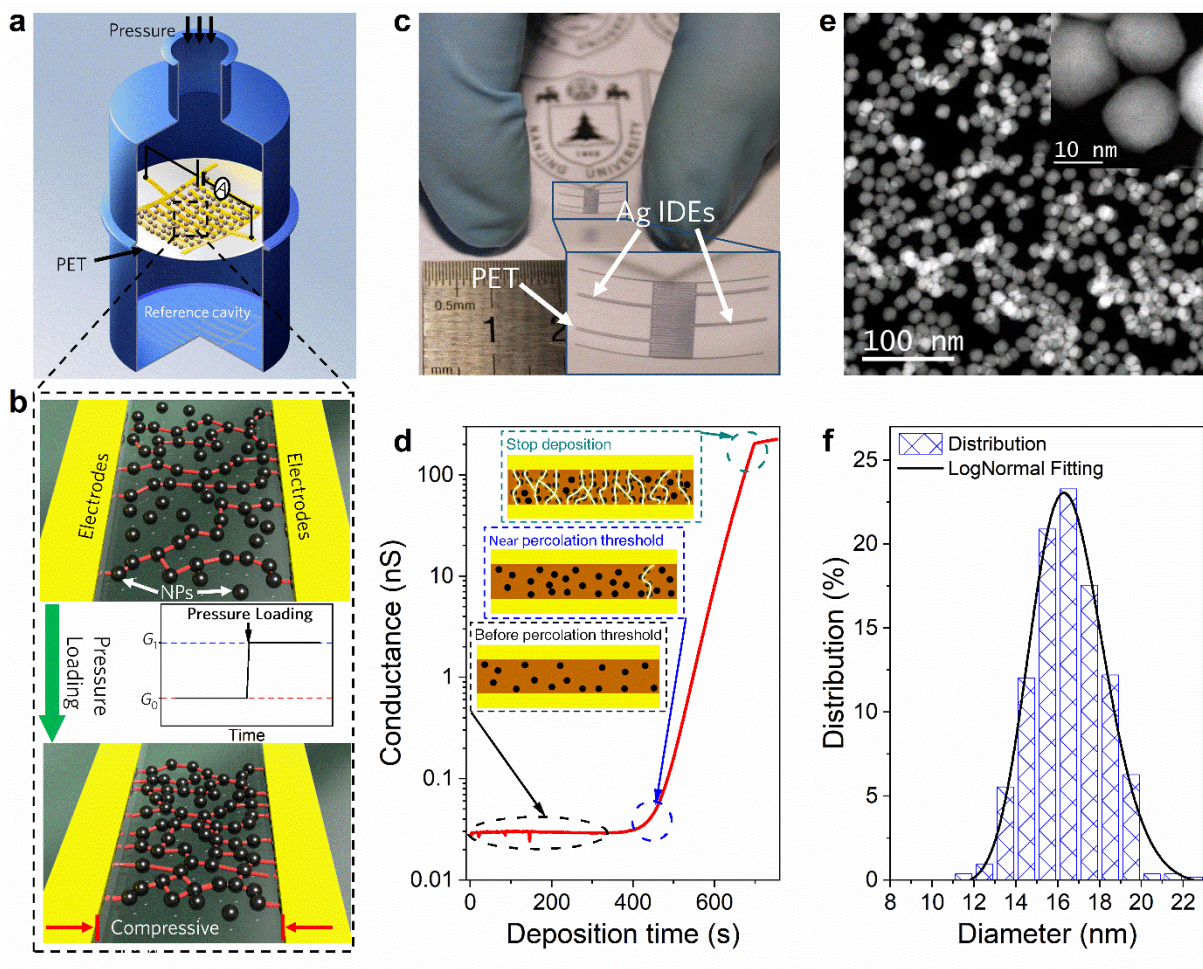 a
Pressure
A
PET
Reference cavity
b
Electrodes
Electrodes
NPs
Pressure
Loading
Pressure Loading
G1
G0
Time
Compressive
c
NANJING UNIVERSITY
1902
Ag IDEs
PET
0.5mm
1
2
mm
d
Stop deposition
Near percolation threshold
Before percolation threshold
100
10
1
0.1
0.01
Conductance (nS)
0
200
400
600
Deposition time (s)
e
10 nm
100 nm
f
Distribution
LogNormal Fitting
25
20
15
10
5
0
Distribution (%)
8
10
12
14
16
18
20
22
Diameter (nm)